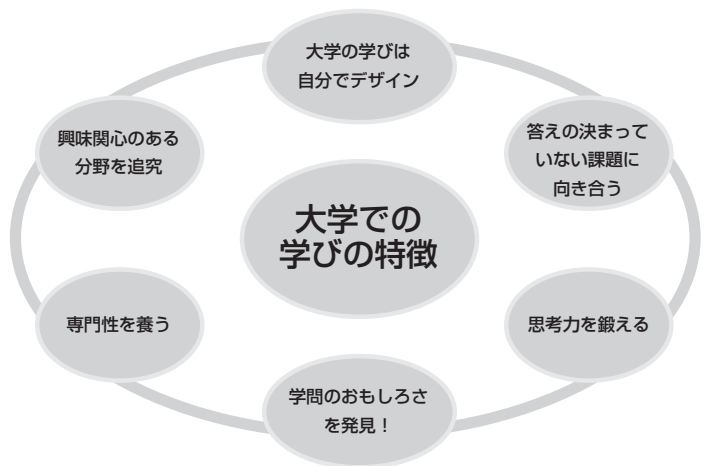 大学の学びは
自分でデザイン
興味関心のある
分野を追究
答えの決まって
いない課題に
向き合う
大学での
学びの特徴
専門性を養う
思考力を鍛える
学問のおもしろさ
を発見！